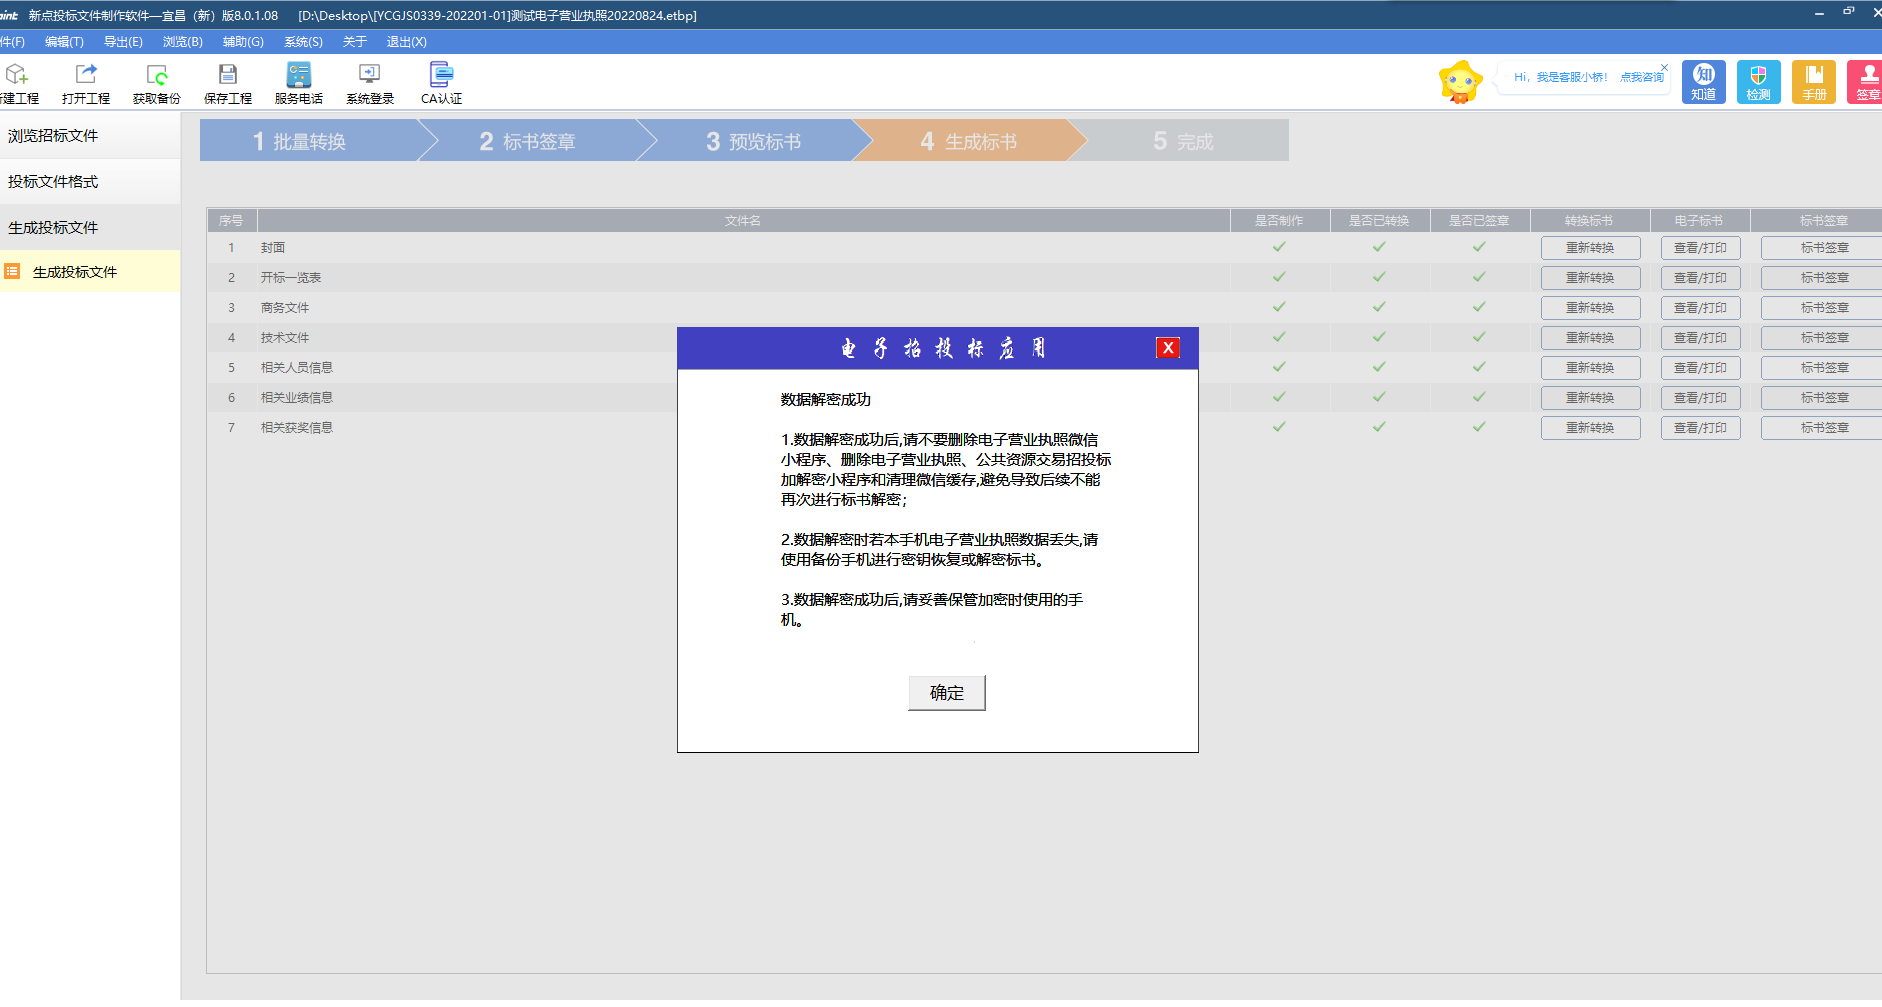 新点投标文件制作软件—宜昌（新）版8.0.1.08 [D:\Desktop\[YCGJS0339-202201-01]测试电子营业执照20220824.etbp]
件(F) 编辑(T) 导出(E) 浏览(B) 辅助(G) 系统(S) 关于 退出(X)
建工程 打开工程 获取备份 保存工程 服务电话 系统登录 CA认证
Hi，我是客服小桥！ 点我咨询
知 知道 检测 手册 签章
浏览招标文件
投标文件格式
生成投标文件
生成投标文件
1 批量转换 2 标书签章 3 预览标书 4 生成标书 5 完成
序号 文件名 是否制作 是否已转换 是否已签章 转换标书 电子标书 标书签章
1 封面 重新转换 查看/打印 标书签章
2 开标一览表 重新转换 查看/打印 标书签章
3 商务文件 重新转换 查看/打印 标书签章
4 技术文件 重新转换 查看/打印 标书签章
5 相关人员信息 重新转换 查看/打印 标书签章
6 相关业绩信息 重新转换 查看/打印 标书签章
7 相关获奖信息 重新转换 查看/打印 标书签章
电子招投标应用 X
数据解密成功
1.数据解密成功后,请不要删除电子营业执照微信
小程序、删除电子营业执照、公共资源交易招投标
加解密小程序和清理微信缓存,避免导致后续不能
再次进行标书解密；
2.数据解密时若本手机电子营业执照数据丢失,请
使用备份手机进行密钥恢复或解密标书。
3.数据解密成功后,请妥善保管加密时使用的手
机。
确定